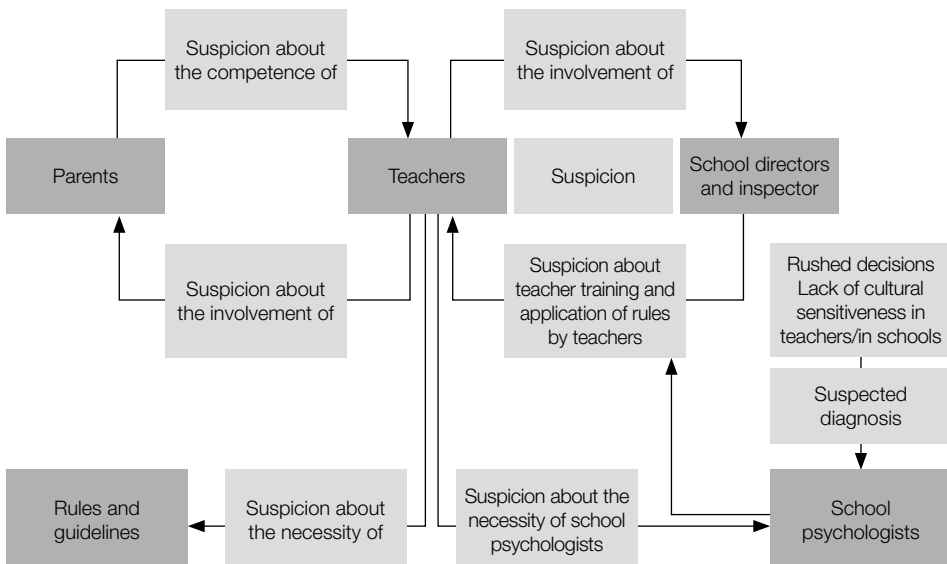 Suspicion about
the competence of
Suspicion about
the involvement of
Parents
Teachers
Suspicion
School directors
and inspector
Suspicion about
the involvement of
Suspicion about
teacher training and
application of rules
by teachers
Rushed decisions
Lack of cultural
sensitiveness in
teachers/in schools
Suspected
diagnosis
Rules and
guidelines
Suspicion about
the necessity of
Suspicion about the
necessity of school
psychologists
School
psychologists